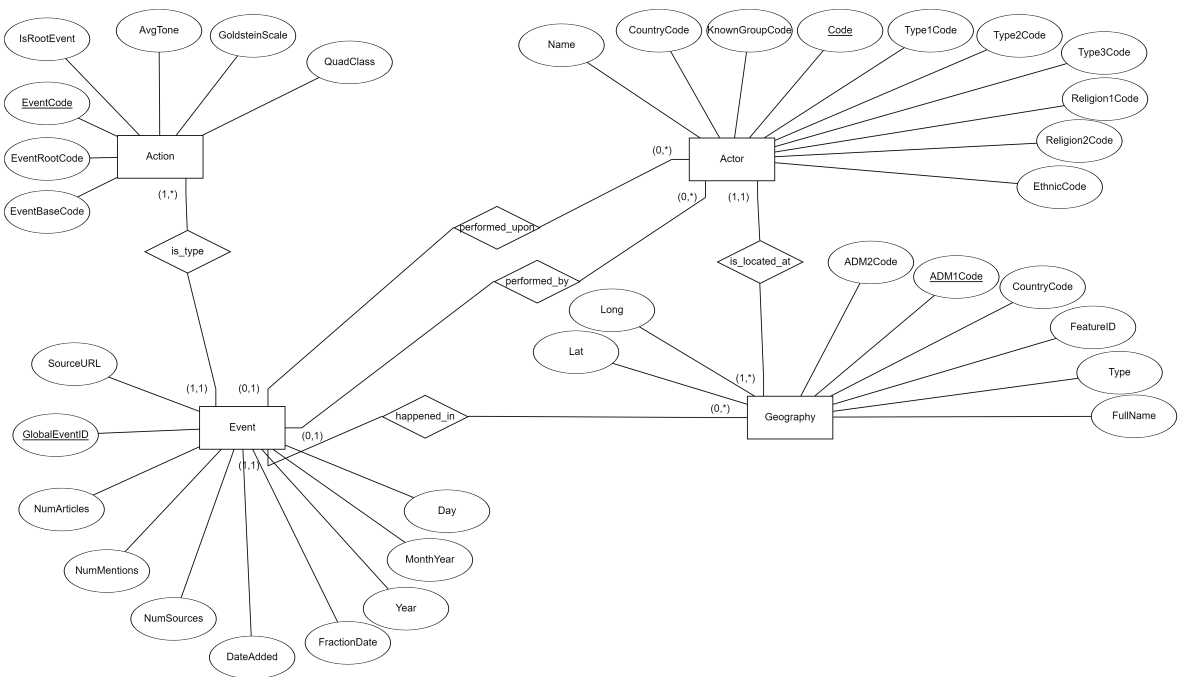 IsRootEvent
AvgTone
GoldsteinScale
QuadClass
EventCode
EventRootCode
EventBaseCode
Action
(1,*)
is_type
(1,1)
Name
CountryCode
KnownGroupCode
Code
Type1Code
Type2Code
Type3Code
Religion1Code
Religion2Code
EthnicCode
Actor
(0,*)
(0,*)
(1,1)
performed_upon
performed_by
is_located_at
ADM2Code
ADM1Code
CountryCode
FeatureID
Type
FullName
Long
Lat
(1,*)
(0,*)
Geography
happened_in
SourceURL
GlobalEventID
Event
(0,1)
(0,1)
(1,1)
NumArticles
NumMentions
NumSources
DateAdded
FractionDate
Year
MonthYear
Day